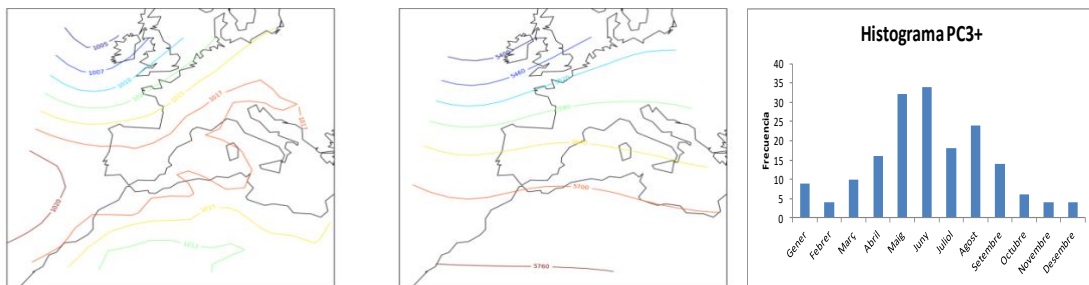 1005
1007
1017
1017
1020
5460
5700
5760
Histograma PC3+
Frecuencia
40
35
30
25
20
15
10
5
0
Gener
Febrer
Març
Abril
Maig
Juny
Juliol
Agost
Setembre
Octubre
Novembre
Desembre